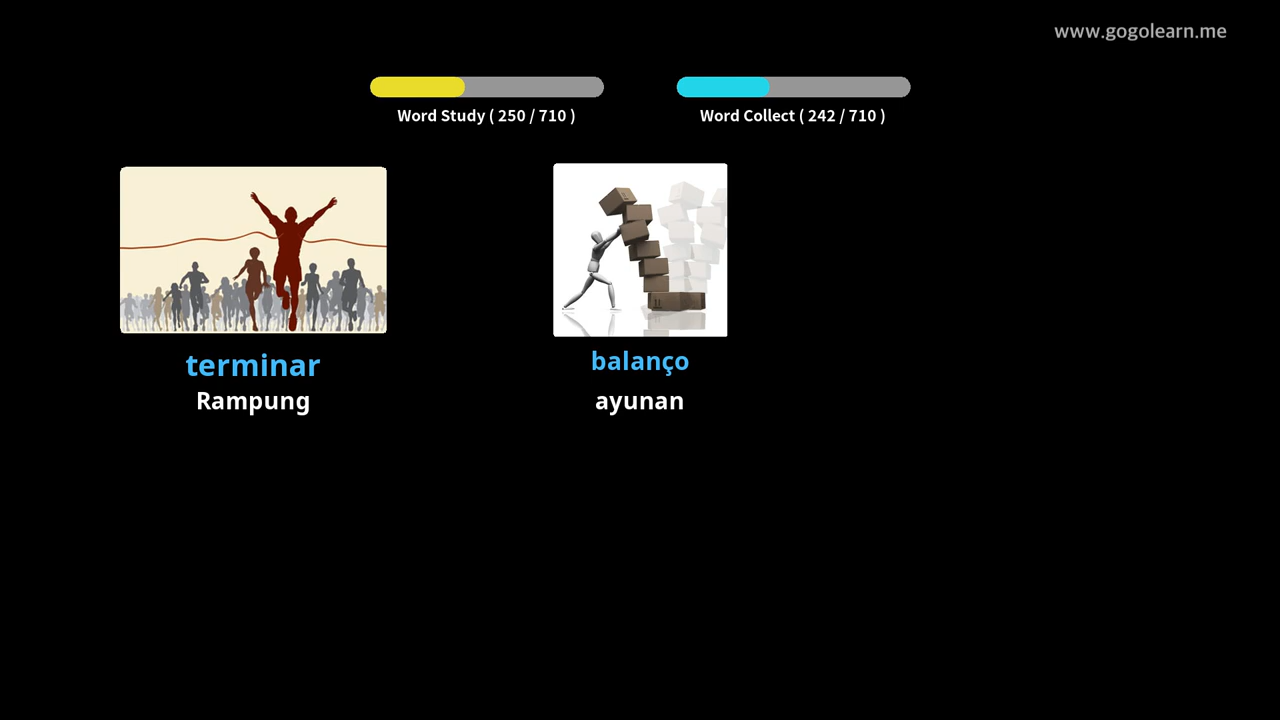 www.gogolearn.me
Word Study ( 250 / 710 )
Word Collect ( 242 / 710 )
terminar
Rampung
balanço
ayunan